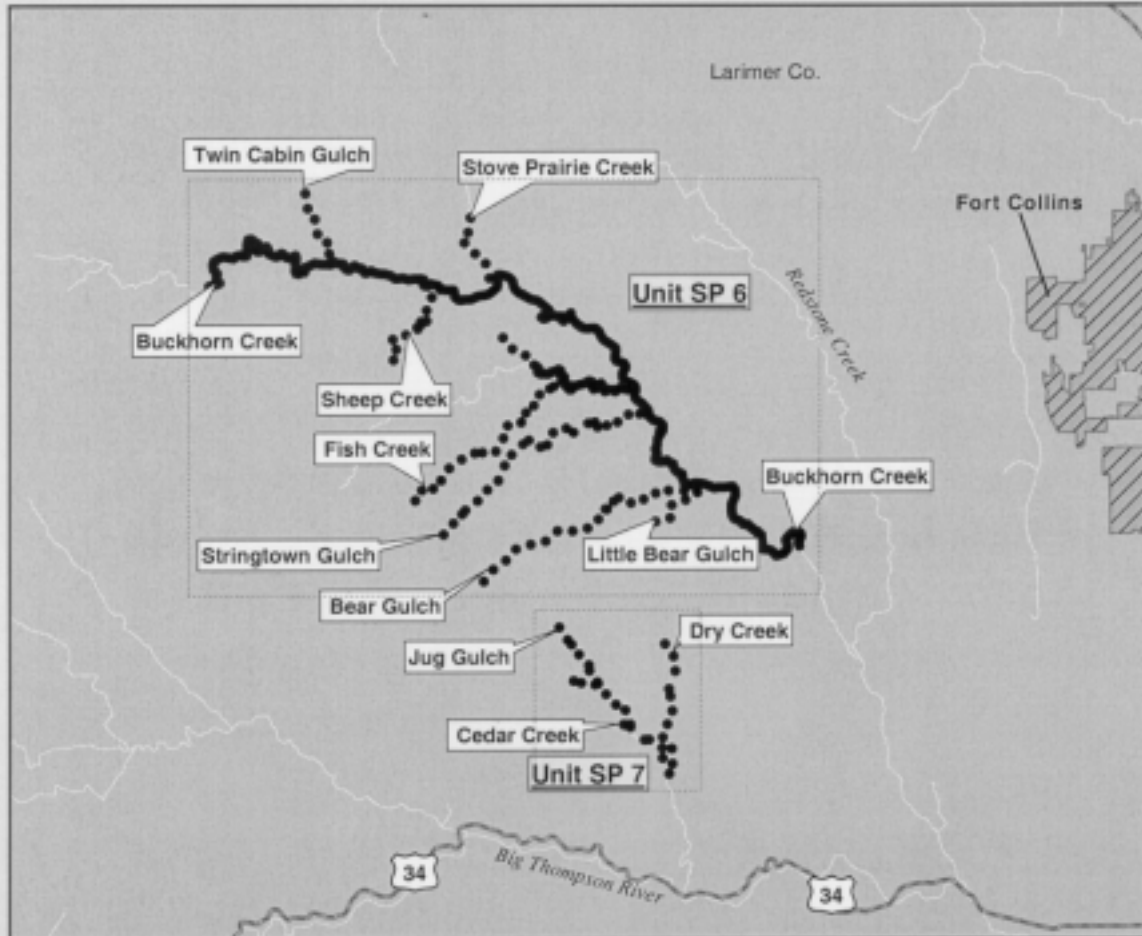 Larimer Co.
Twin Cabin Gulch
Stove Prairie Creek
Fort Collins
Unit SP 6
Redstone Creek
Buckhorn Creek
Sheep Creek
Fish Creek
Buckhorn Creek
Stringtown Gulch
Little Bear Gulch
Bear Gulch
Dry Creek
Jug Gulch
Cedar Creek
Unit SP 7
34
Big Thompson River
34